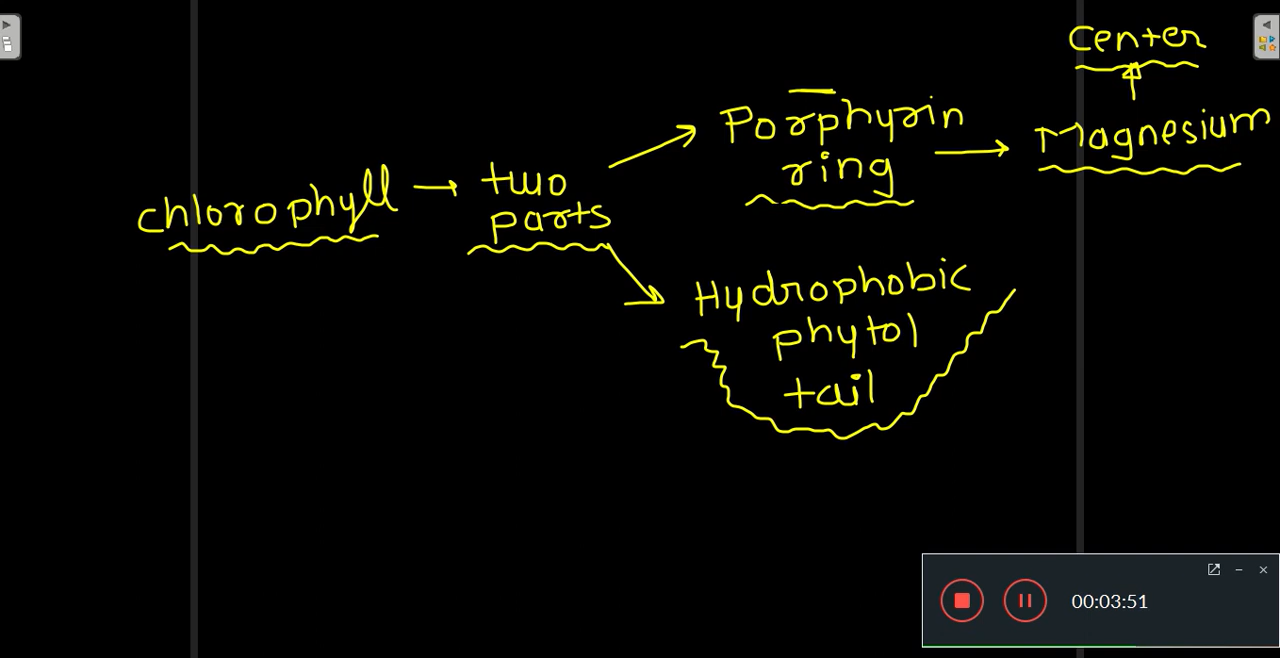 Center
Porphyrin
ring
Magnesium
chlorophyll
two
parts
Hydrophobic
phytol
tail
00:03:51